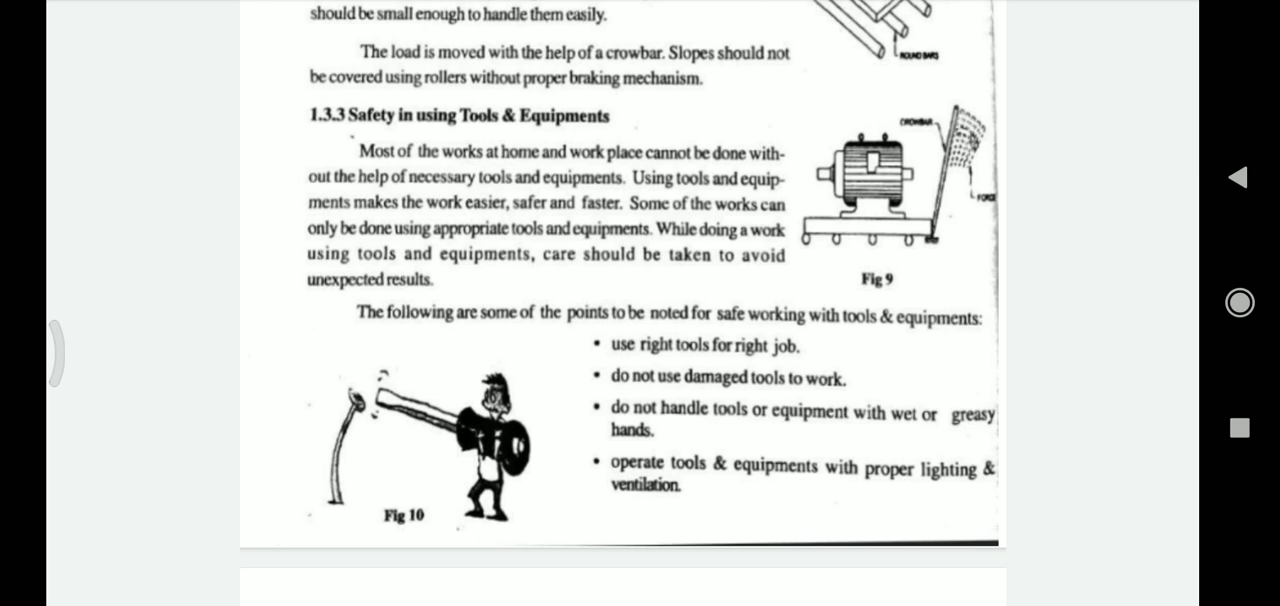 should be small enough to handle them easily.
The load is moved with the help of a crowbar. Slopes should not
be covered using rollers without proper braking mechanism.
ROUND BARS
1.3.3 Safety in using Tools & Equipments
Most of the works at home and work place cannot be done with-
out the help of necessary tools and equipments. Using tools and equip-
ments makes the work easier, safer and faster. Some of the works can
only be done using appropriate tools and equipments. While doing a work
using tools and equipments, care should be taken to avoid
unexpected results.
CROWBAR
FORCE
Fig 9
The following are some of the points to be noted for safe working with tools & equipments:
• use right tools for right job.
• do not use damaged tools to work.
• do not handle tools or equipment with wet or greasy
hands.
• operate tools & equipments with proper lighting &
ventilation.
Fig 10